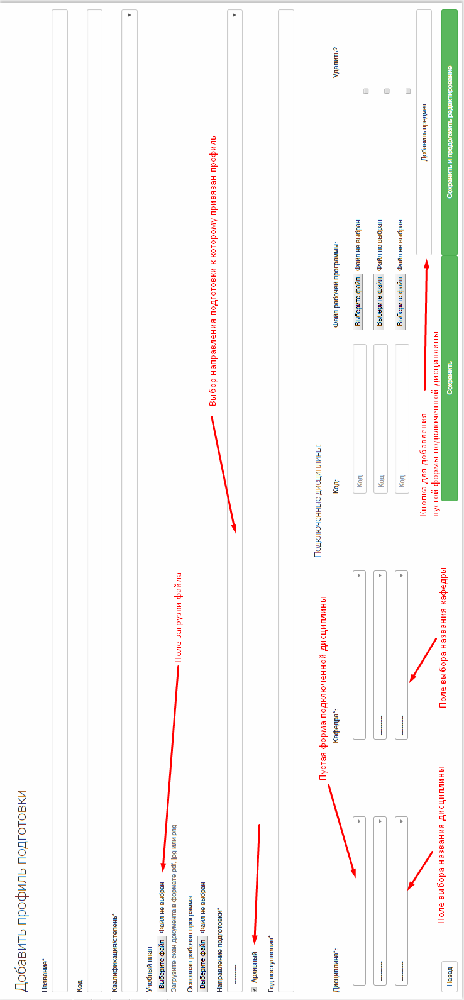 Добавить профиль подготовки
Название*
Код
Квалификация/степень*
Учебный план
Выберите файл Файл не выбран
Загрузите скан документа в формате pdf, jpg или png
Поле загрузки файла
Основная рабочая программа
Выберите файл Файл не выбран
Направление подготовки*
---------
Выбор направления подготовки к которому привязан профиль
Архивный
Год поступления*
Подключенные дисциплины:
Пустая форма подключенной дисциплины
Дисциплина*: Кафедра*: Код: Файл рабочей программы: Удалить?
--------- --------- Код Выберите файл Файл не выбран
--------- --------- Код Выберите файл Файл не выбран
--------- --------- Код Выберите файл Файл не выбран
Добавить предмет
Кнопка для добавления
пустой формы подключенной дисциплины
Поле выбора названия дисциплины
Поле выбора названия кафедры
Назад Сохранить Сохранить и продолжить редактирование